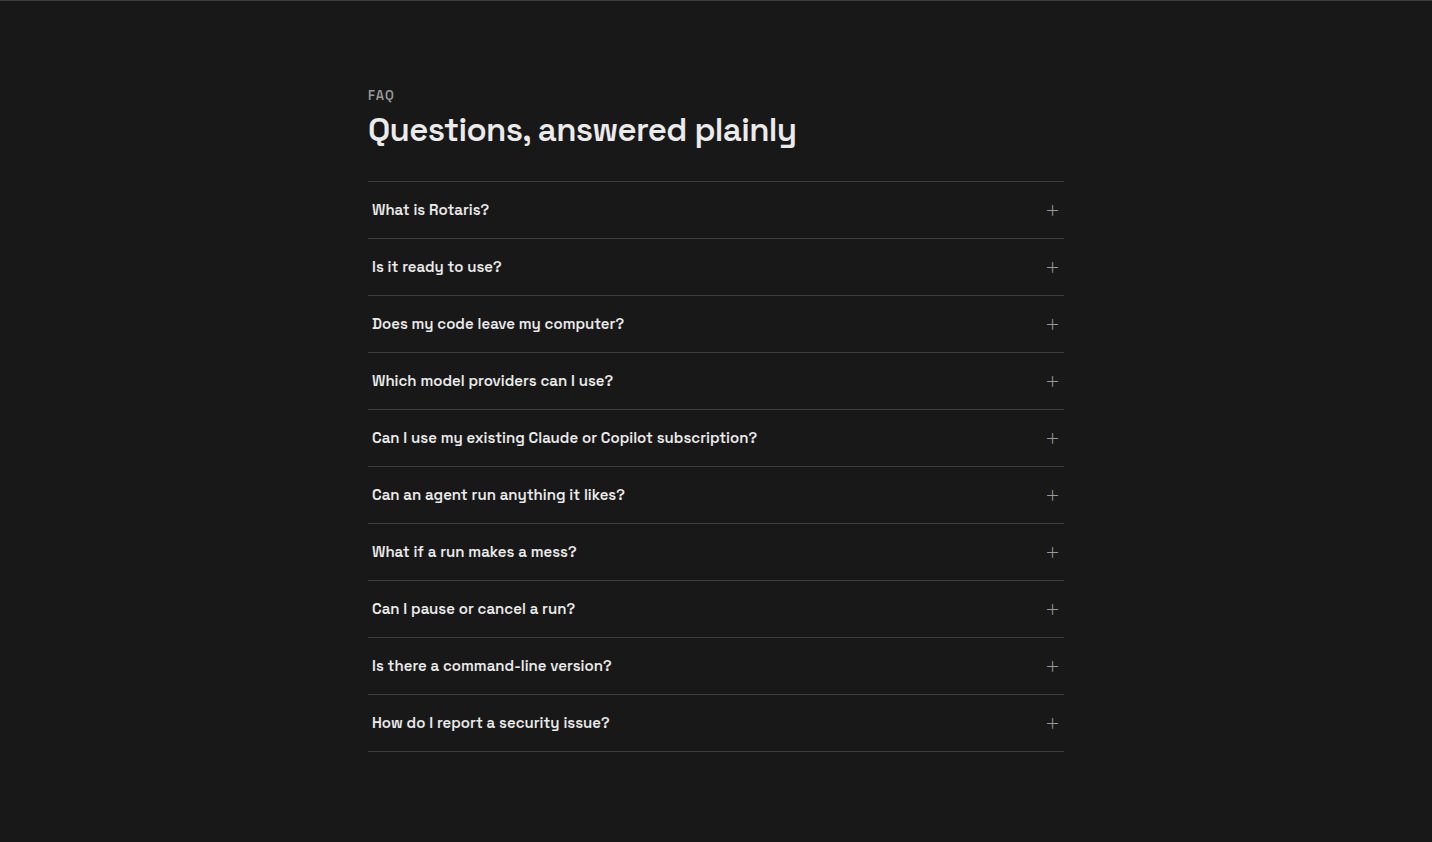 FAQ
Questions, answered plainly
What is Rotaris?
Is it ready to use?
Does my code leave my computer?
Which model providers can I use?
Can I use my existing Claude or Copilot subscription?
Can an agent run anything it likes?
What if a run makes a mess?
Can I pause or cancel a run?
Is there a command-line version?
How do I report a security issue?